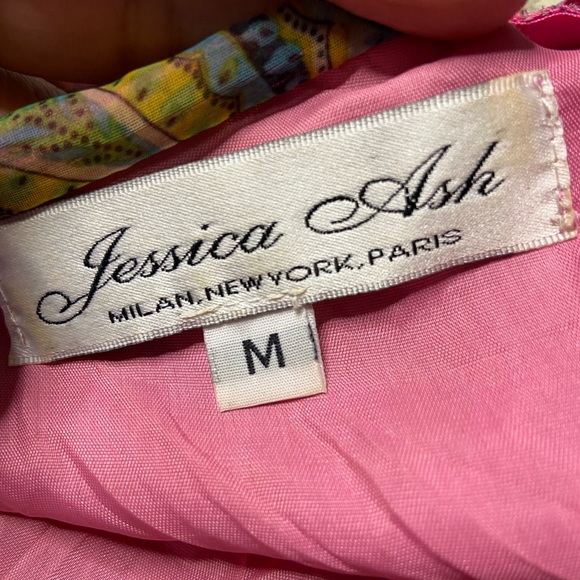 Jessica Ash
MILAN, NEW YORK, PARIS
M